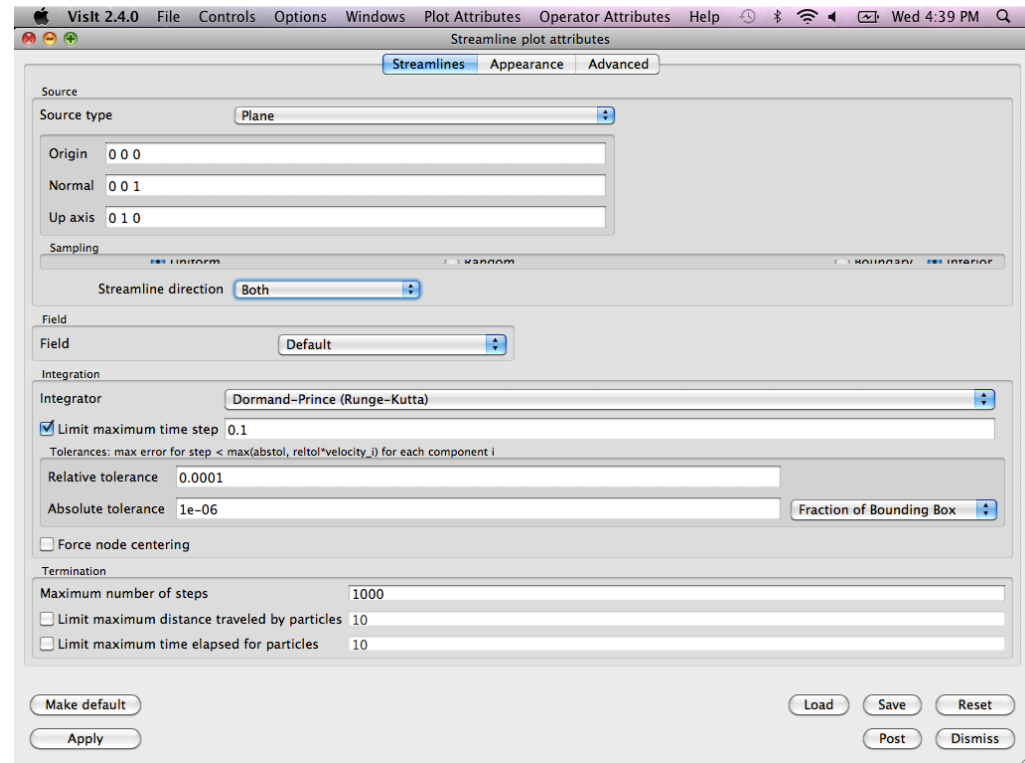 VisIt 2.4.0 File Controls Options Windows Plot Attributes Operator Attributes Help Wed 4:39 PM
Streamline plot attributes
Streamlines Appearance Advanced
Source
Source type Plane
Origin 0 0 0
Normal 0 0 1
Up axis 0 1 0
Sampling
Uniform Random Boundary Interior
Streamline direction Both
Field
Field Default
Integration
Integrator Dormand-Prince (Runge-Kutta)
Limit maximum time step 0.1
Tolerances: max error for step < max(abstol, reltol*velocity_i) for each component i
Relative tolerance 0.0001
Absolute tolerance 1e-06 Fraction of Bounding Box
Force node centering
Termination
Maximum number of steps 1000
Limit maximum distance traveled by particles 10
Limit maximum time elapsed for particles 10
Make default Load Save Reset
Apply Post Dismiss